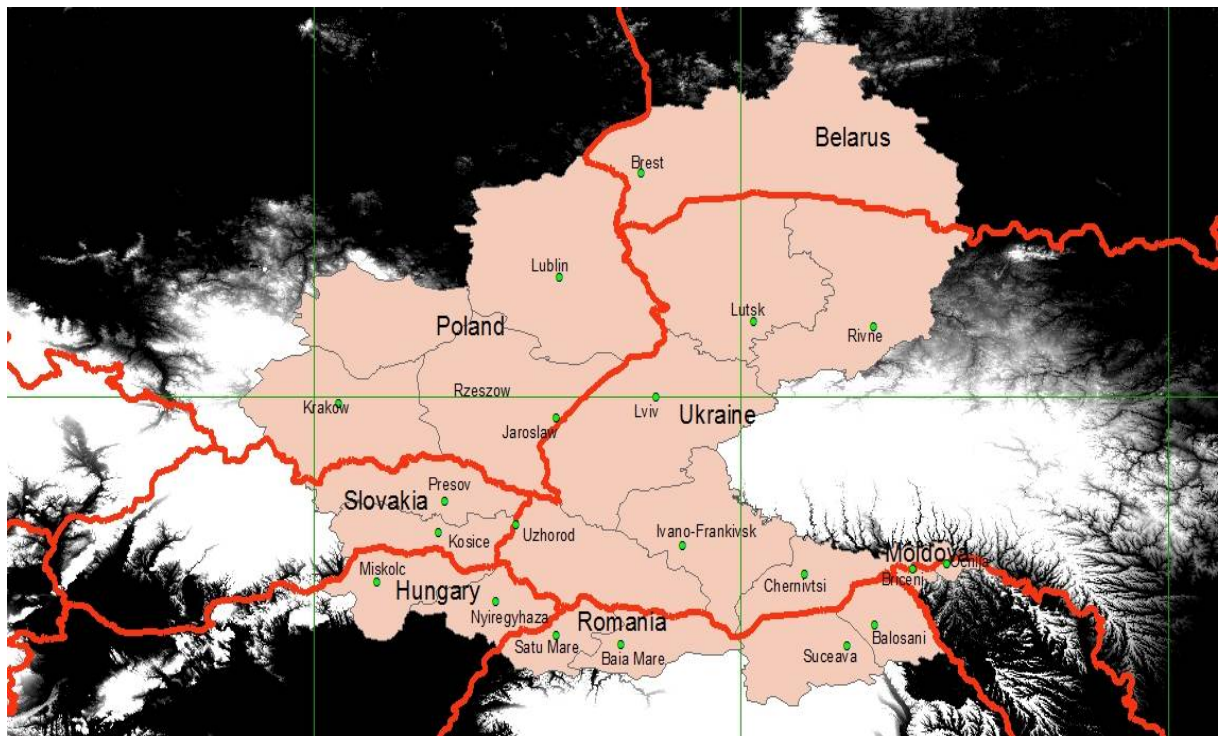 Belarus
Brest
Lublin
Poland
Lutsk
Rivne
Rzeszow
Krakow
Lviv
Ukraine
Jaroslaw
Presov
Slovakia
Kosice
Uzhorod
Ivano-Frankivsk
Moldova
Ocnita
Briceni
Miskolc
Chernivtsi
Hungary
Nyiregyhaza
Romania
Satu Mare
Baia Mare
Balosani
Suceava